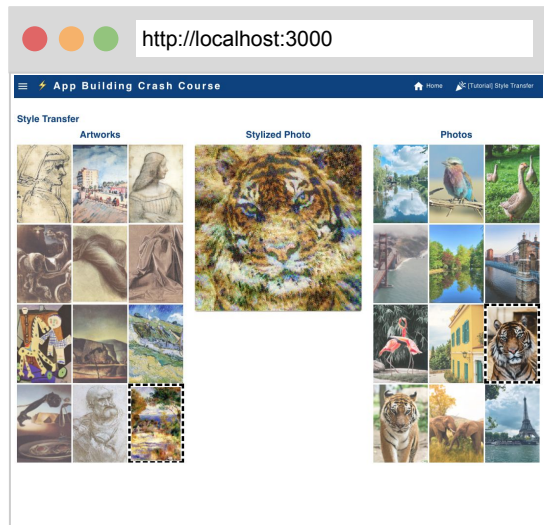 http://localhost:3000
App Building Crash Course
Home
[Tutorial] Style Transfer
Style Transfer
Artworks
Stylized Photo
Photos